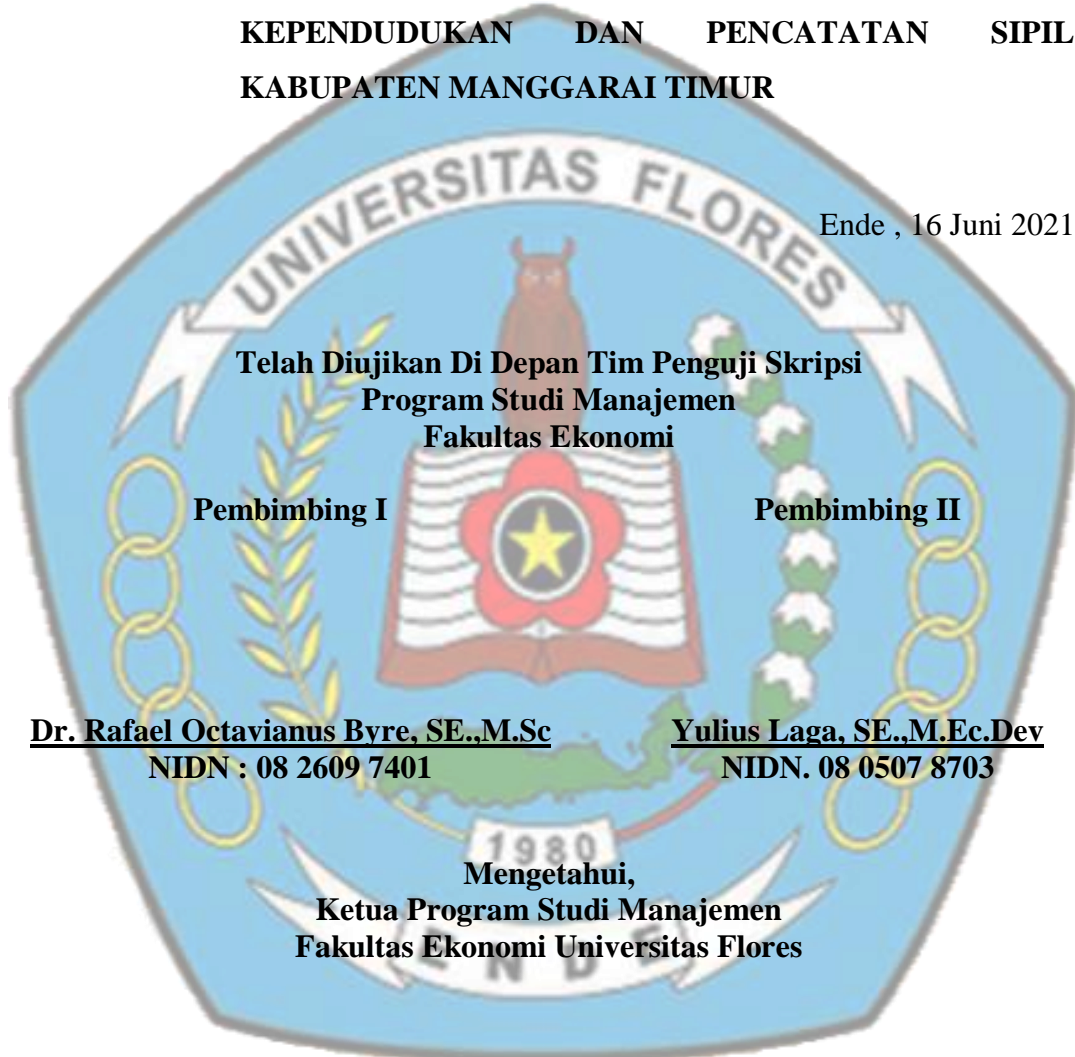 KEPENDUDUKAN DAN PENCATATAN SIPIL
KABUPATEN MANGGARAI TIMUR
UNIVERSITAS FLORES
Ende , 16 Juni 2021
Telah Diujikan Di Depan Tim Penguji Skripsi
Program Studi Manajemen
Fakultas Ekonomi
Pembimbing I Pembimbing II
Dr. Rafael Octavianus Byre, SE.,M.Sc Yulius Laga, SE.,M.Ec.Dev
NIDN : 08 2609 7401 NIDN. 08 0507 8703
1980
Mengetahui,
Ketua Program Studi Manajemen
Fakultas Ekonomi Universitas Flores
ENDE